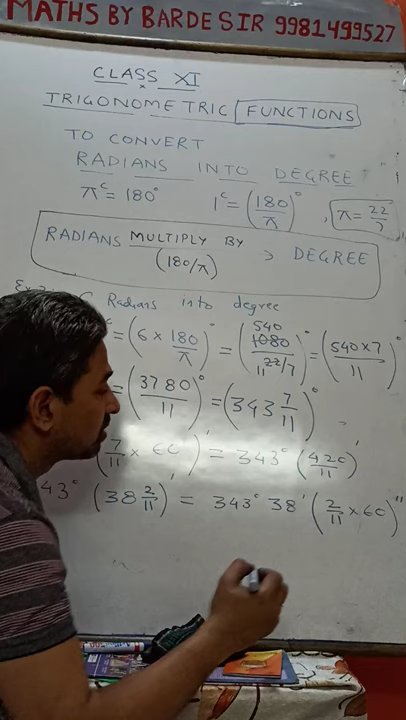 MATHS BY BARDE SIR 9981499527
CLASS XI
TRIGONOMETRIC FUNCTIONS
TO CONVERT
RADIANS INTO DEGREE
π^c = 180° 1^c = (180/π)° , π = 22/7
RADIANS MULTIPLY BY (180/π) > DEGREE
Radians into degree
= (6 × 180/π)° = (540 1080/11 22/7)° = (540×7/11)°
= (3780/11)° = (343 7/11)°
(7/11 × 60)' = 343° (420/11)'
43° (38 2/11)' = 343° 38' (2/11 × 60)"